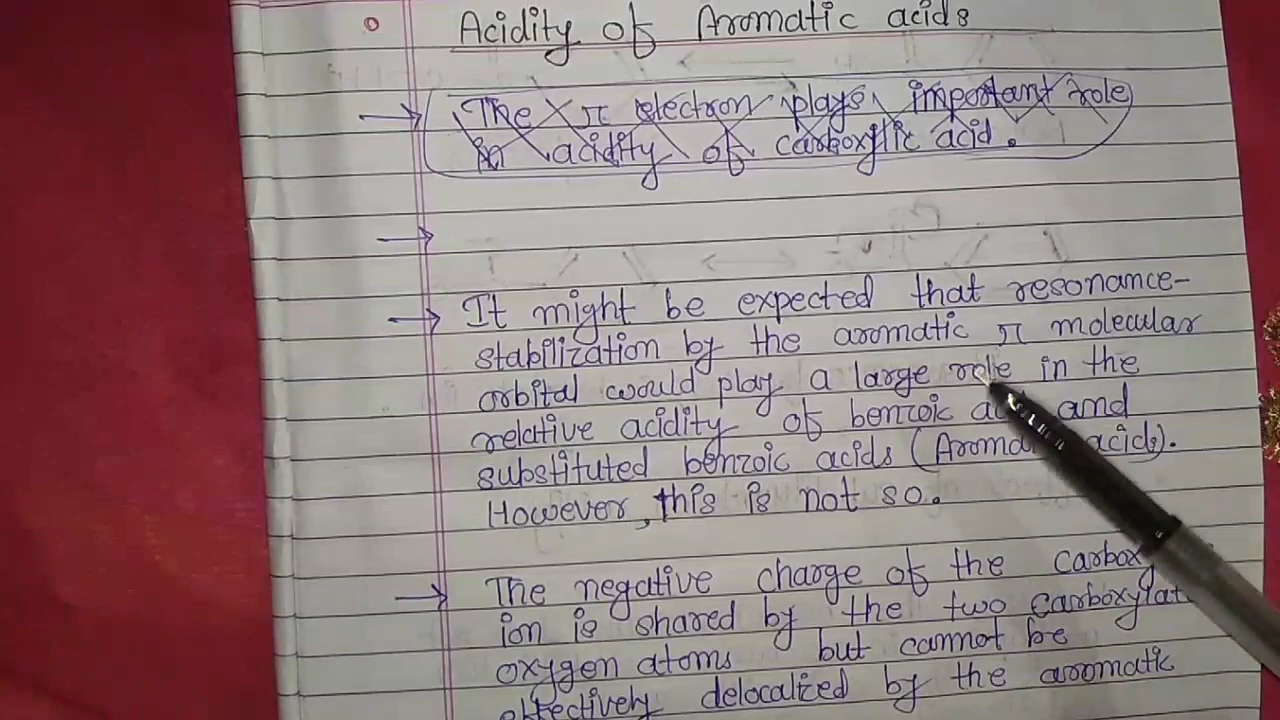 Acidity of Aromatic acids
The π electron plays important role
in acidity of carboxylic acid.
It might be expected that resonance-
stabilization by the aromatic π molecular
orbital would play a large role in the
relative acidity of benzoic and
substituted benzoic acids (Aromatic acids).
However, this is not so.
The negative charge of the
ion is shared by the two carboxylate
oxygen atoms but cannot be
effectively delocalized by the aromatic